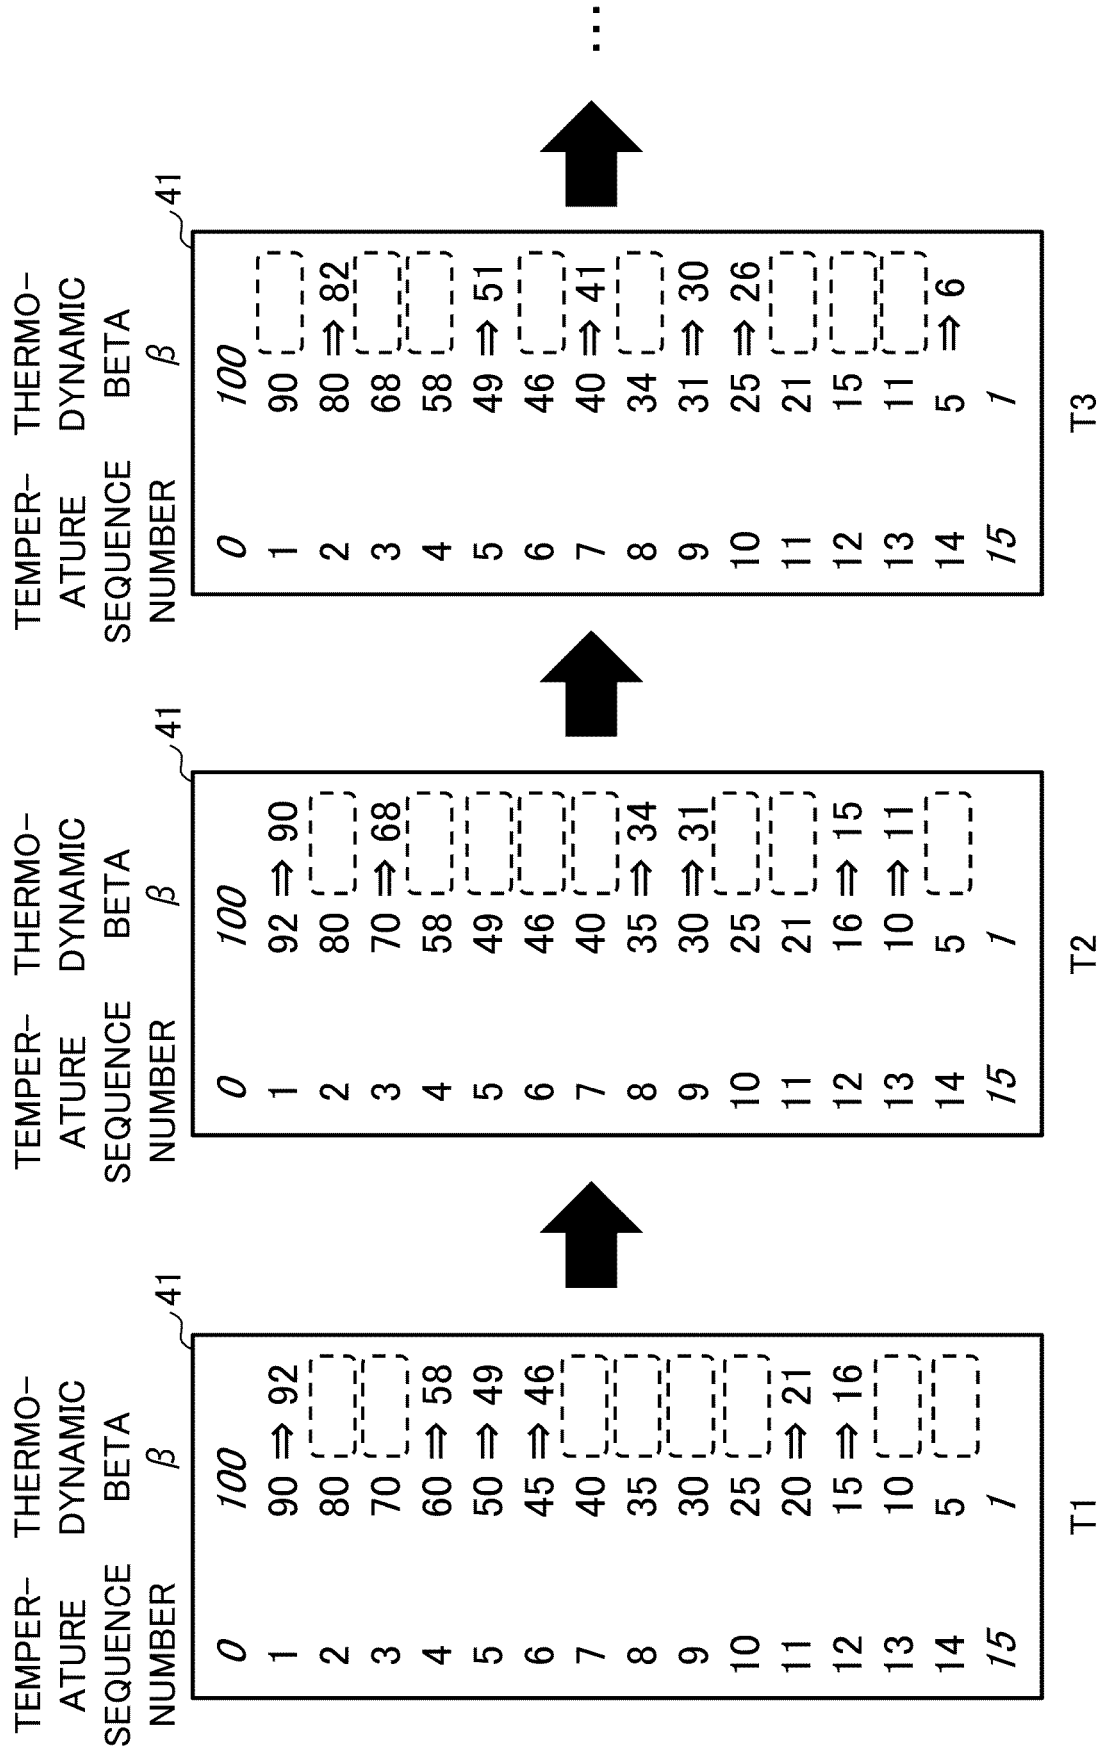 TEMPER-
ATURE
SEQUENCE
NUMBER
THERMO-
DYNAMIC
BETA
β
41
0 100
1 90 ⇒ 92
2 80
3 70
4 60 ⇒ 58
5 50 ⇒ 49
6 45 ⇒ 46
7 40
8 35
9 30
10 25
11 20 ⇒ 21
12 15 ⇒ 16
13 10
14 5
15 1
T1
TEMPER-
ATURE
SEQUENCE
NUMBER
THERMO-
DYNAMIC
BETA
β
41
0 100
1 92 ⇒ 90
2 80
3 70 ⇒ 68
4 58
5 49
6 46
7 40
8 35 ⇒ 34
9 30 ⇒ 31
10 25
11 21
12 16 ⇒ 15
13 10 ⇒ 11
14 5
15 1
T2
TEMPER-
ATURE
SEQUENCE
NUMBER
THERMO-
DYNAMIC
BETA
β
41
0 100
1 90
2 80 ⇒ 82
3 68
4 58
5 49 ⇒ 51
6 46
7 40 ⇒ 41
8 34
9 31 ⇒ 30
10 25 ⇒ 26
11 21
12 15
13 11
14 5 ⇒ 6
15 1
T3
...